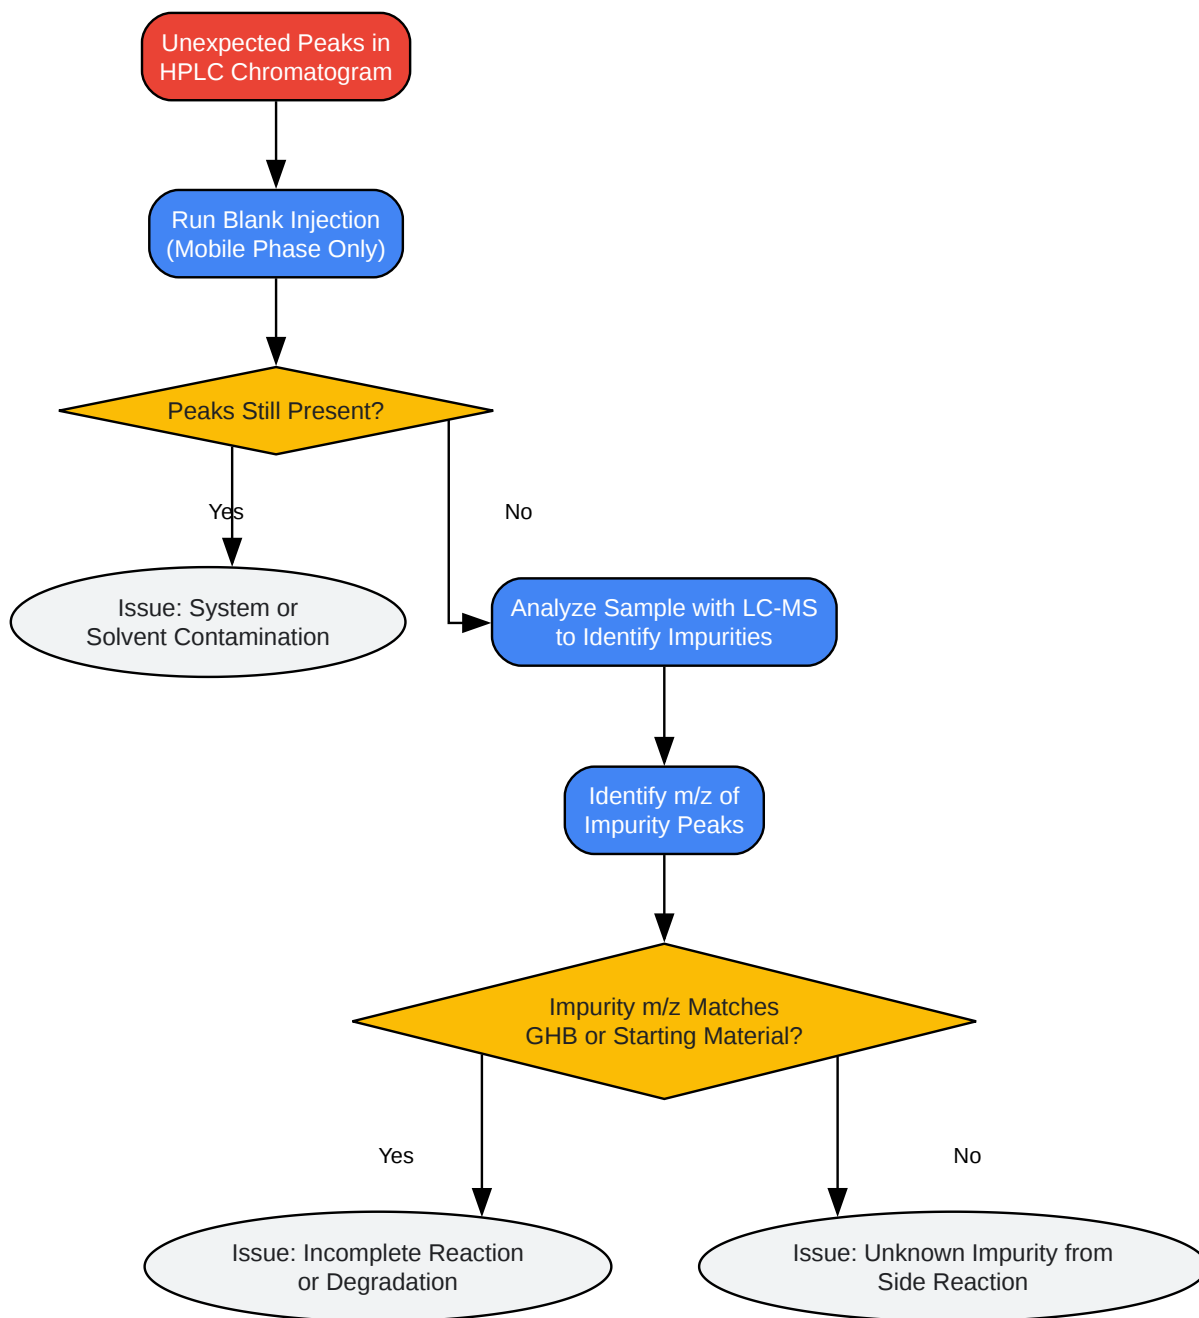 Unexpected Peaks in
HPLC Chromatogram
Run Blank Injection
(Mobile Phase Only)
Peaks Still Present?
Yes
No
Issue: System or
Solvent Contamination
Analyze Sample with LC-MS
to Identify Impurities
Identify m/z of
Impurity Peaks
Impurity m/z Matches
GHB or Starting Material?
Yes
No
Issue: Incomplete Reaction
or Degradation
Issue: Unknown Impurity from
Side Reaction